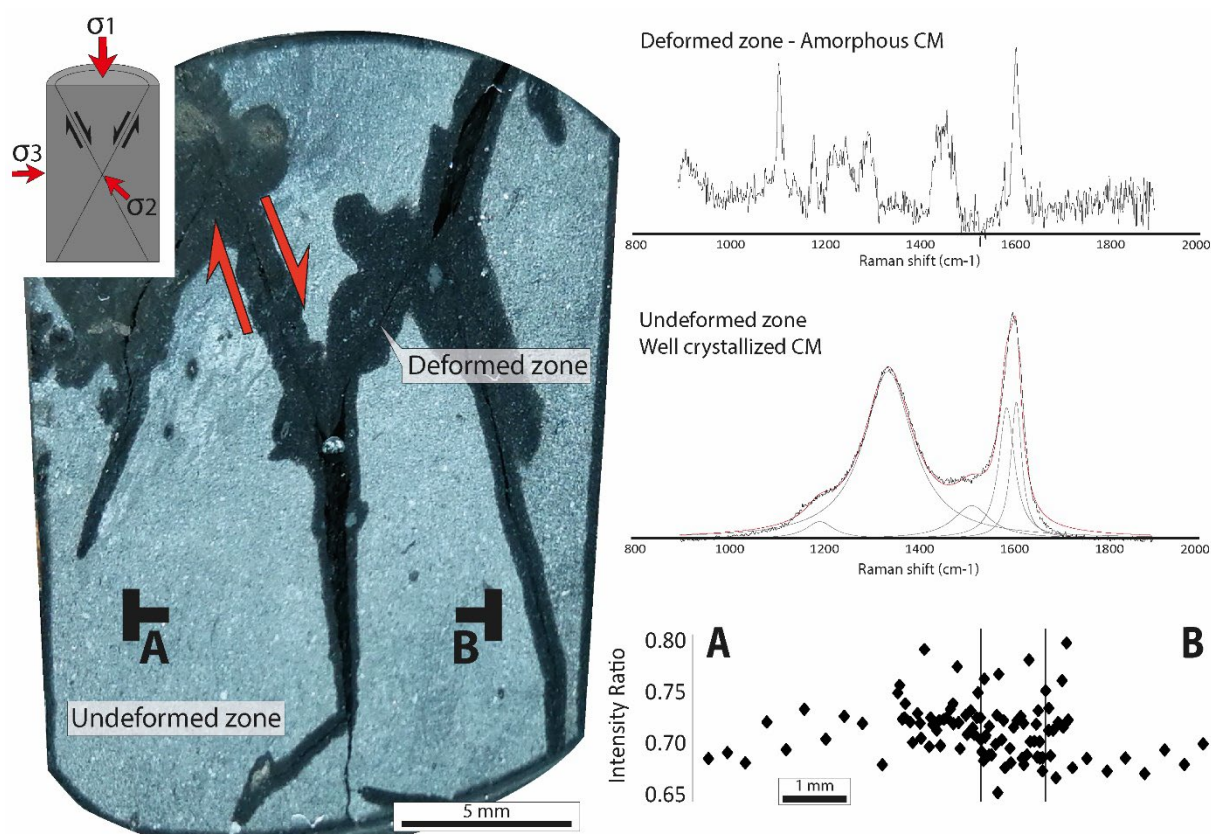 σ1
σ3
σ2
Deformed zone
A
B
Undeformed zone
5 mm
Deformed zone - Amorphous CM
800 1000 1200 1400 1600 1800 2000
Raman shift (cm-1)
Undeformed zone
Well crystallized CM
800 1000 1200 1400 1600 1800 2000
Raman shift (cm-1)
A
B
Intensity Ratio
0.80
0.75
0.70
0.65
1 mm